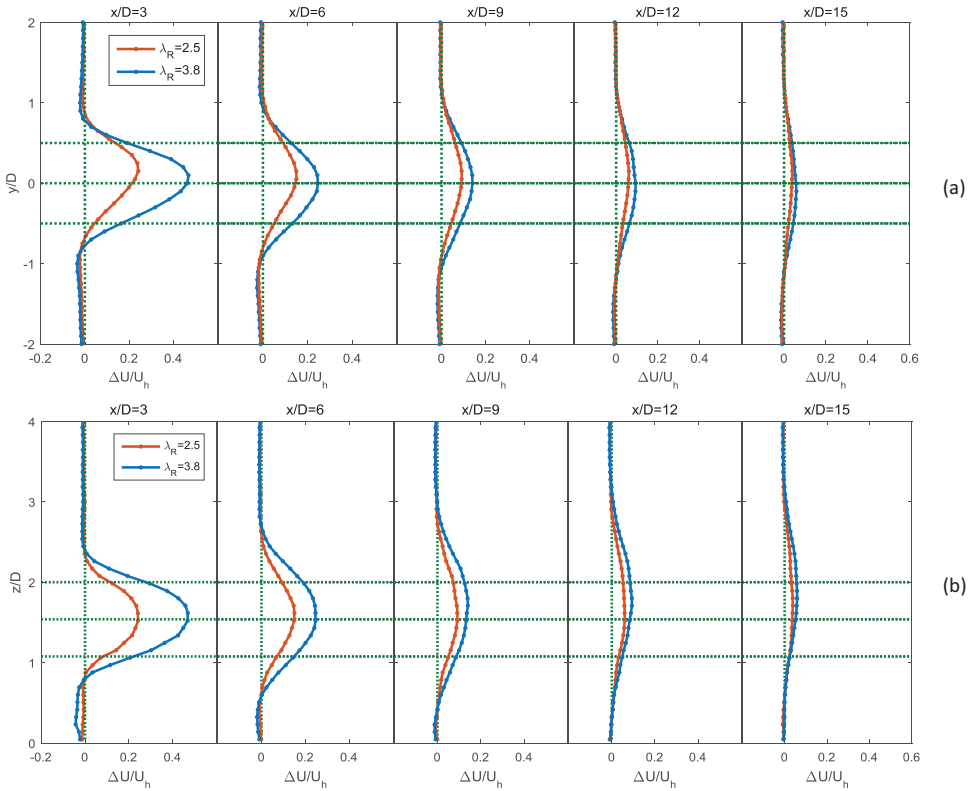 x/D=3 x/D=6 x/D=9 x/D=12 x/D=15
2
λR=2.5
λR=3.8
1
0
y/D
(a)
-1
-2
-0.2 0 0.2 0.4 0 0.2 0.4 0 0.2 0.4 0 0.2 0.4 0 0.2 0.4 0.6
ΔU/Uh ΔU/Uh ΔU/Uh ΔU/Uh ΔU/Uh
x/D=3 x/D=6 x/D=9 x/D=12 x/D=15
4
λR=2.5
λR=3.8
3
2
z/D
(b)
1
0
-0.2 0 0.2 0.4 0 0.2 0.4 0 0.2 0.4 0 0.2 0.4 0 0.2 0.4 0.6
ΔU/Uh ΔU/Uh ΔU/Uh ΔU/Uh ΔU/Uh